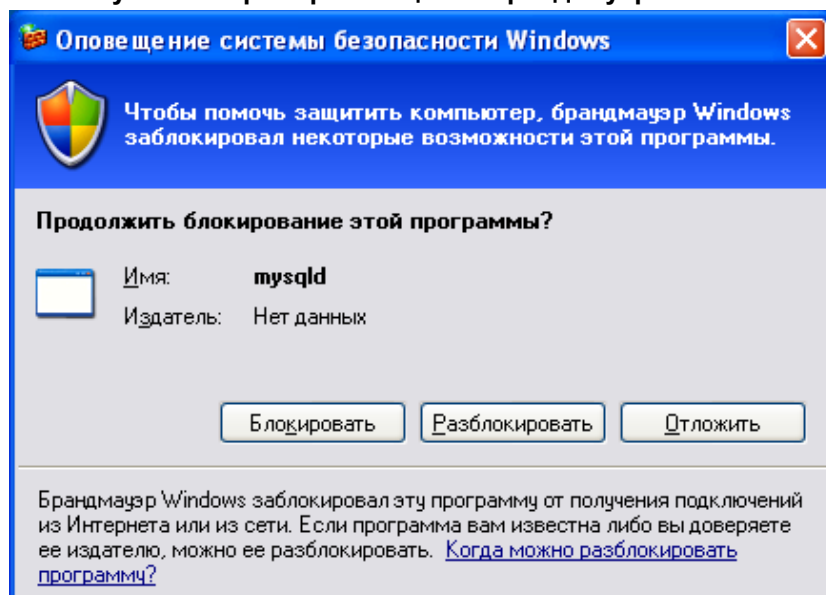 Оповещение системы безопасности Windows
Чтобы помочь защитить компьютер, брандмауэр Windows
заблокировал некоторые возможности этой программы.
Продолжить блокирование этой программы?
Имя: mysqld
Издатель: Нет данных
Блокировать Разблокировать Отложить
Брандмауэр Windows заблокировал эту программу от получения подключений
из Интернета или из сети. Если программа вам известна либо вы доверяете
ее издателю, можно ее разблокировать. Когда можно разблокировать
программу?